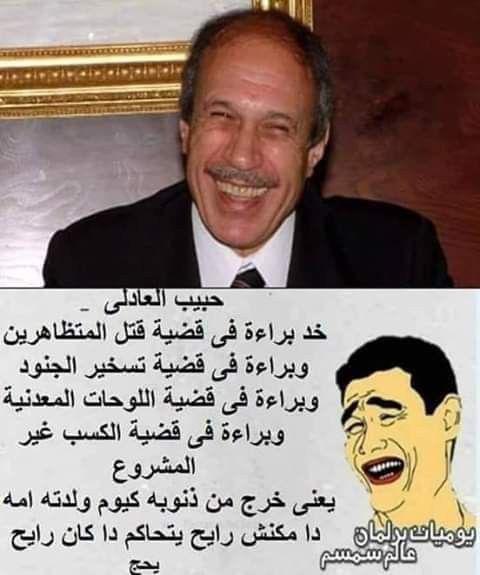 حبيب العادلى _
خد براءة فى قضية قتل المتظاهرين
وبراءة فى قضية تسخير الجنود
وبراءة فى قضية اللوحات المعدنية
وبراءة فى قضية الكسب غير
المشروع
يعنى خرج من ذنوبه كيوم ولدته امه
دا مكنش رايح يتحاكم دا كان رايح
يحج
يوميات برلمان
عالم سمسم